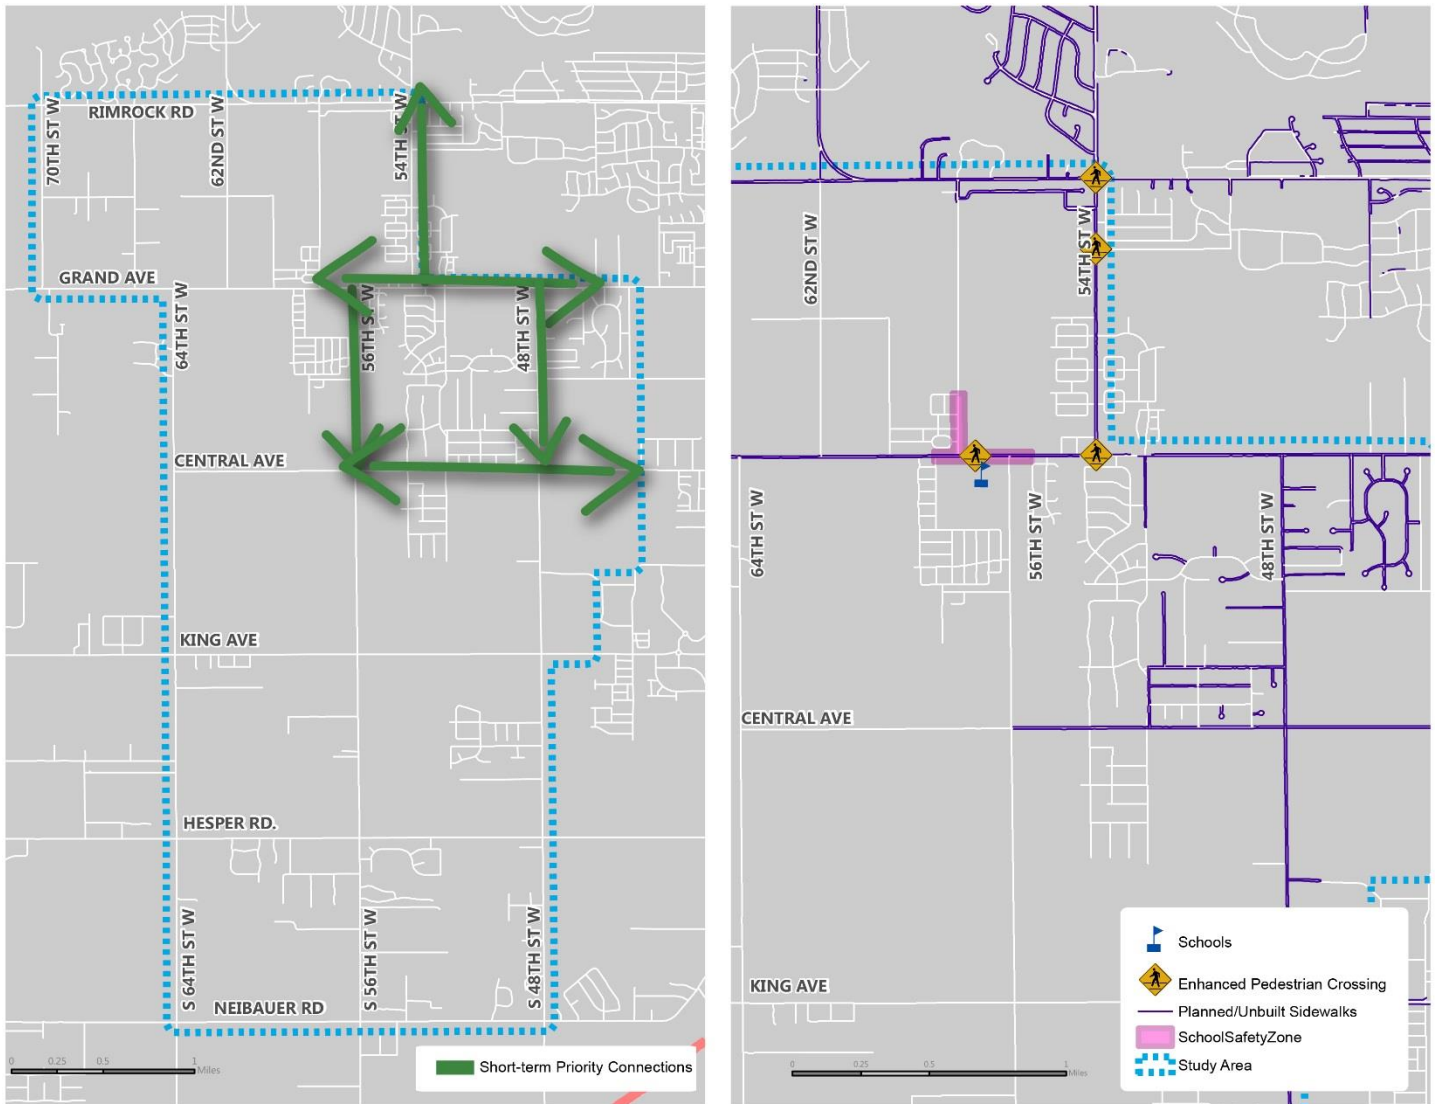 RIMROCK RD
70TH ST W
62ND ST W
54TH ST W
GRAND AVE
64TH ST W
56TH ST W
48TH ST W
CENTRAL AVE
KING AVE
HESPER RD.
S 64TH ST W
S 56TH ST W
S 48TH ST W
NEIBAUER RD
0 0.25 0.5 1
Miles
Short-term Priority Connections
62ND ST W
54TH ST W
64TH ST W
56TH ST W
48TH ST W
CENTRAL AVE
KING AVE
0 0.25 0.5 1
Miles
Schools
Enhanced Pedestrian Crossing
Planned/Unbuilt Sidewalks
SchoolSafetyZone
Study Area